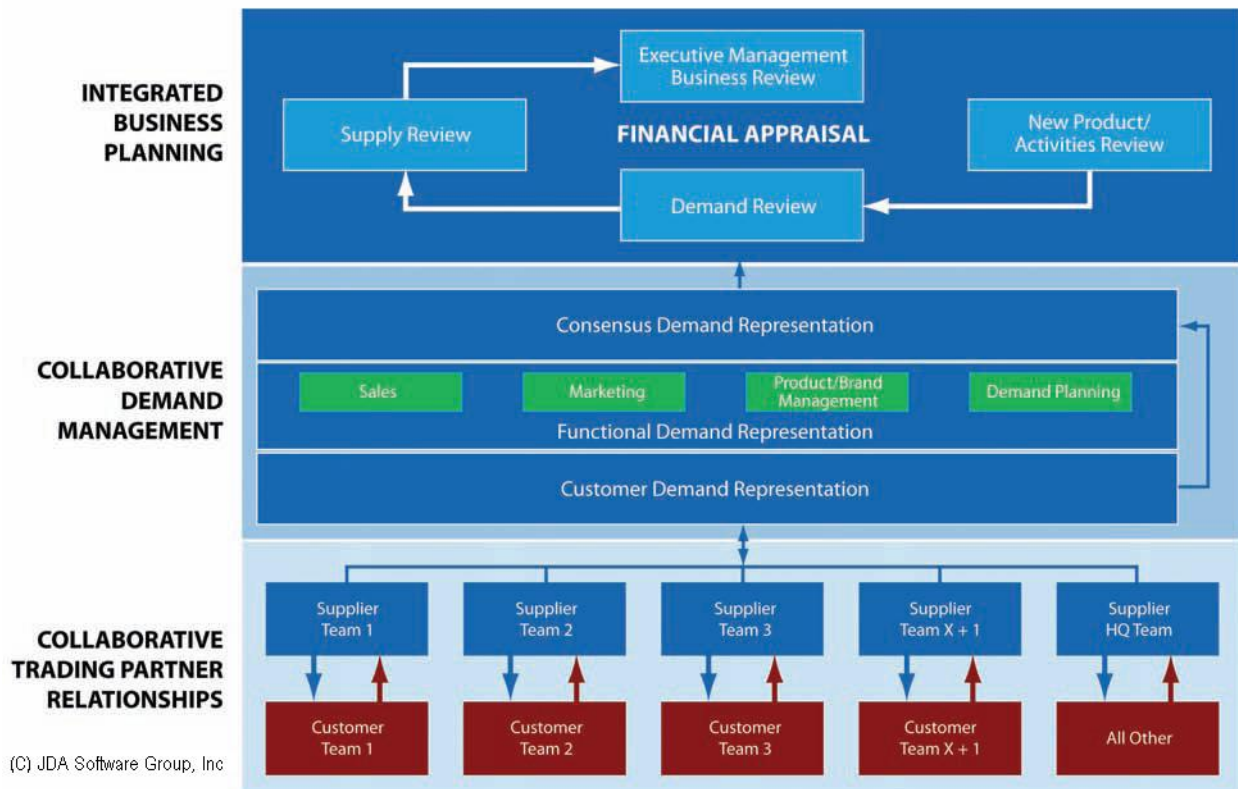 INTEGRATED
BUSINESS
PLANNING
Executive Management
Business Review
Supply Review
FINANCIAL APPRAISAL
New Product/
Activities Review
Demand Review
COLLABORATIVE
DEMAND
MANAGEMENT
Consensus Demand Representation
Sales
Marketing
Product/Brand
Management
Demand Planning
Functional Demand Representation
Customer Demand Representation
COLLABORATIVE
TRADING PARTNER
RELATIONSHIPS
Supplier
Team 1
Supplier
Team 2
Supplier
Team 3
Supplier
Team X + 1
Supplier
HQ Team
Customer
Team 1
Customer
Team 2
Customer
Team 3
Customer
Team X + 1
All Other
(C) JDA Software Group, Inc